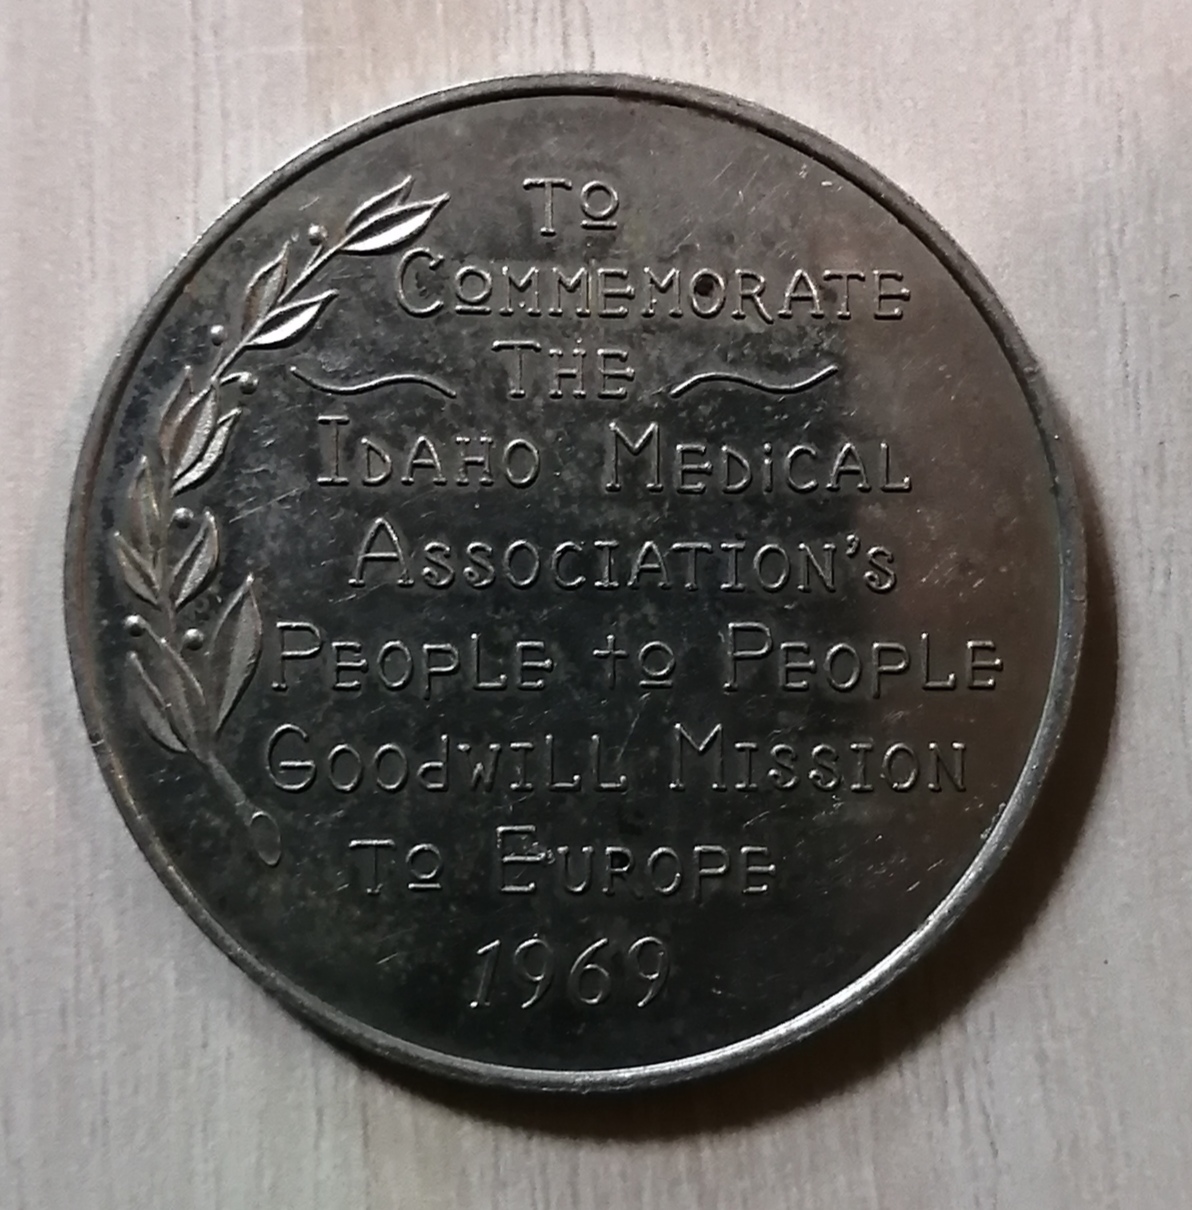 To
COMMEMORATE
THE
IDAHO MEDiCAL
ASSOCIATION'S
PEOPLE to PEOPLE
GOODWILL MISSION
TO EUROPE
1969